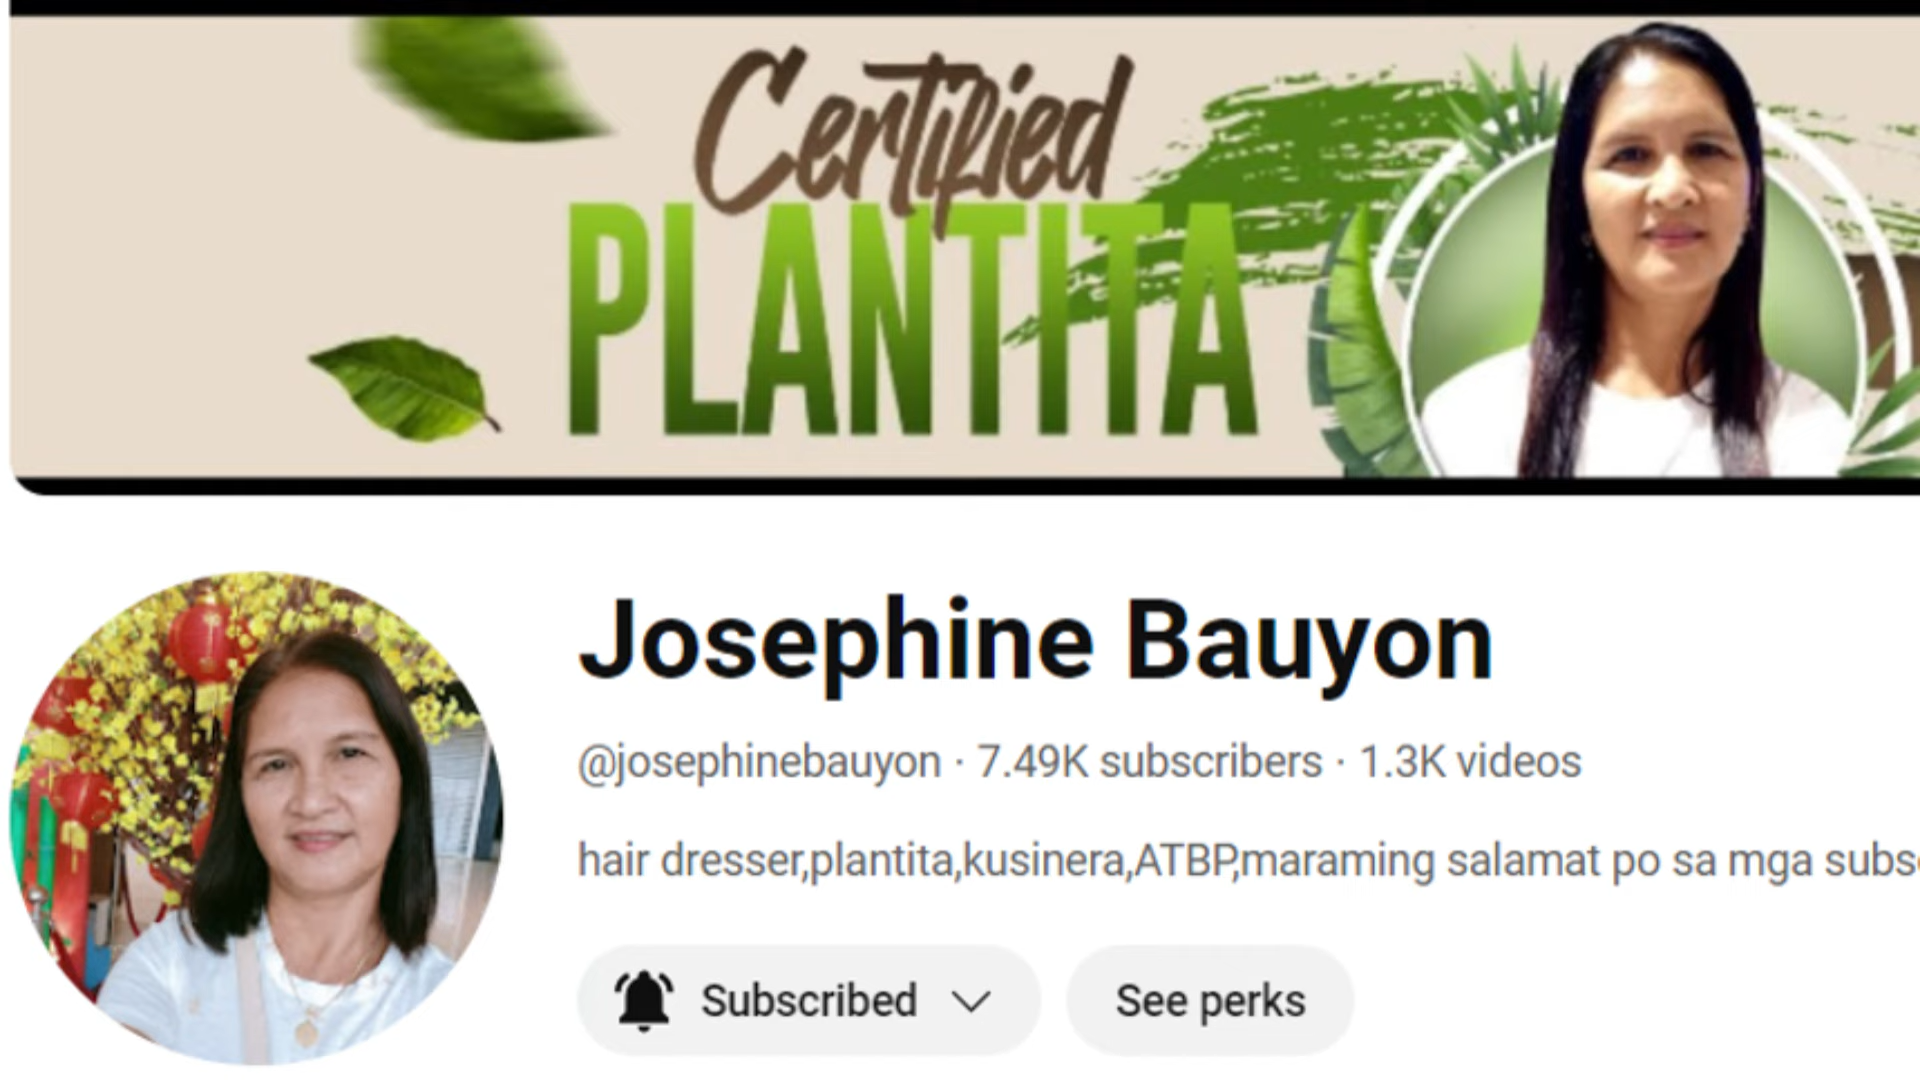 Certified
PLANTITA
Josephine Bauyon
@josephinebauyon · 7.49K subscribers · 1.3K videos
hair dresser,plantita,kusinera,ATBP,maraming salamat po sa mga subs
Subscribed
See perks